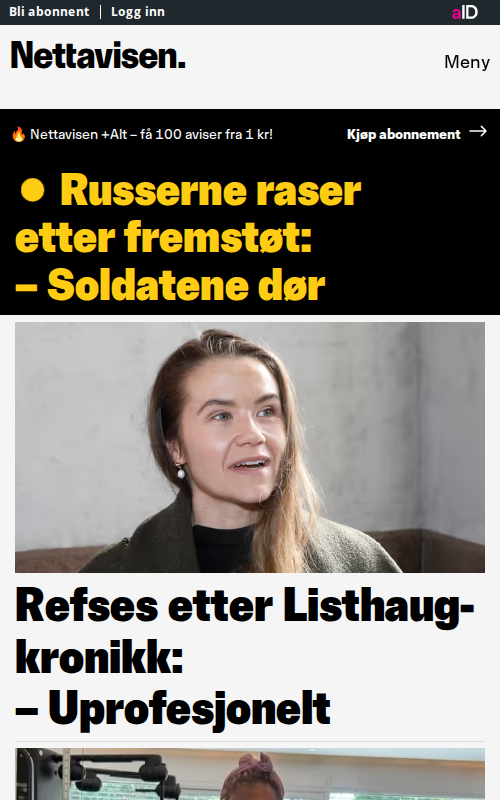 Bli abonnent | Logg inn
aID
Nettavisen.
Meny
🔥 Nettavisen +Alt – få 100 aviser fra 1 kr!
Kjøp abonnement →
Russerne raser
etter fremstøt:
– Soldatene dør
Refses etter Listhaug-
kronikk:
– Uprofesjonelt